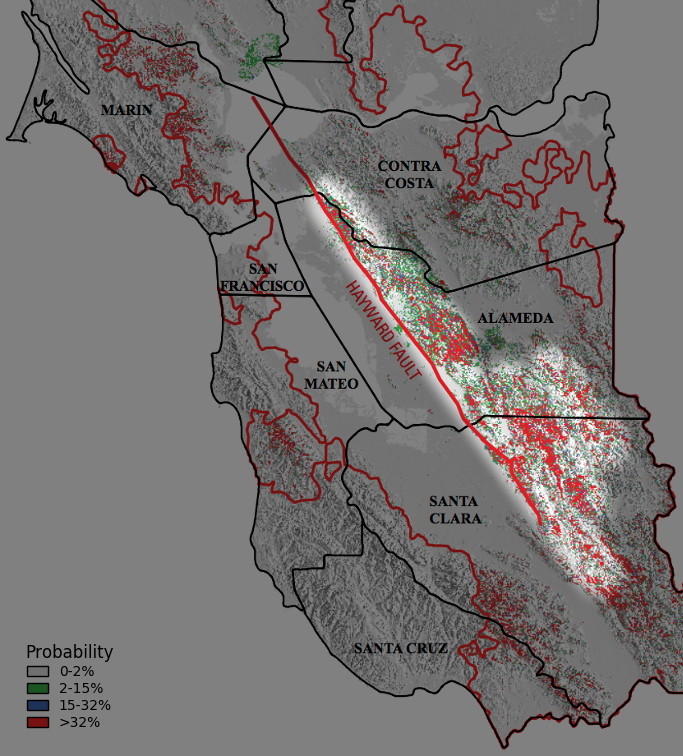 MARIN
CONTRA
COSTA
SAN
FRANCISCO
HAYWARD FAULT
ALAMEDA
SAN
MATEO
SANTA
CLARA
SANTA CRUZ
Probability
0-2%
2-15%
15-32%
>32%